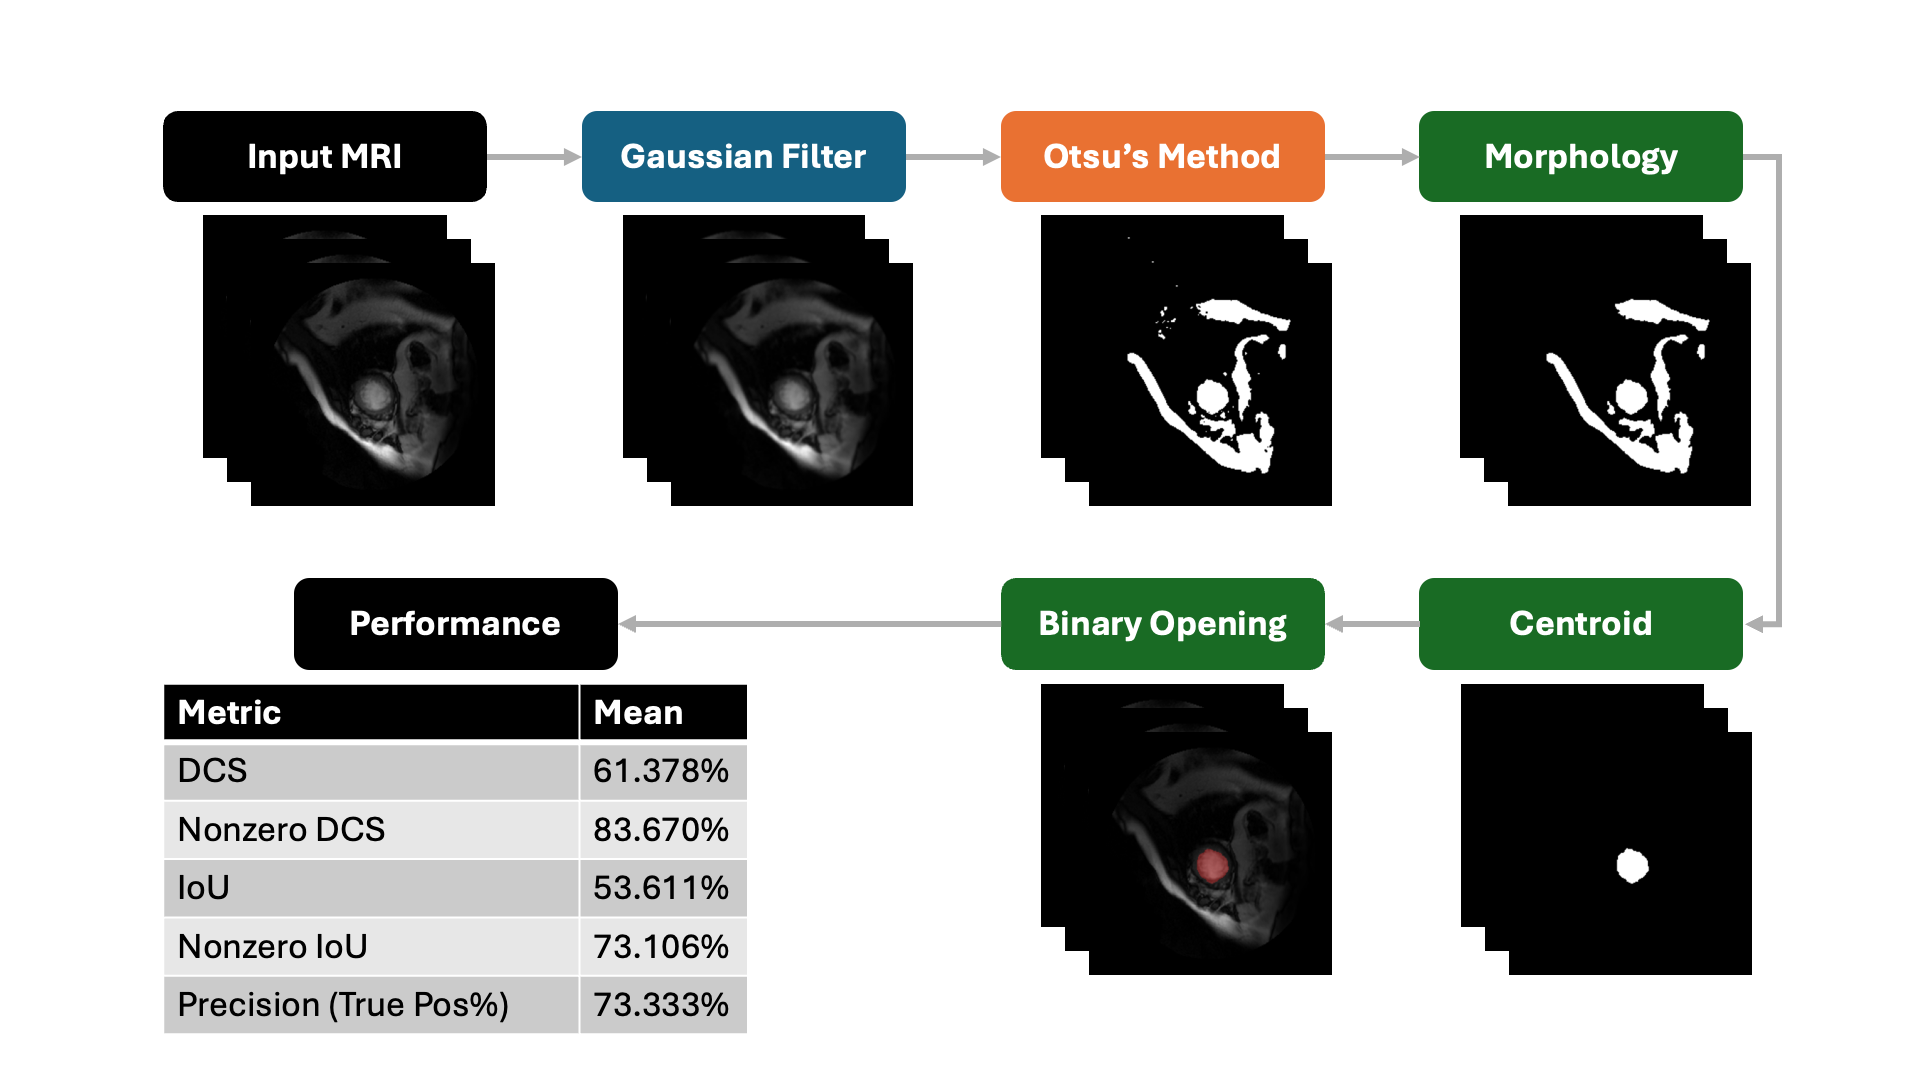 Input MRI
Gaussian Filter
Otsu’s Method
Morphology
Performance
Binary Opening
Centroid
Metric Mean
DCS 61.378%
Nonzero DCS 83.670%
IoU 53.611%
Nonzero IoU 73.106%
Precision (True Pos%) 73.333%